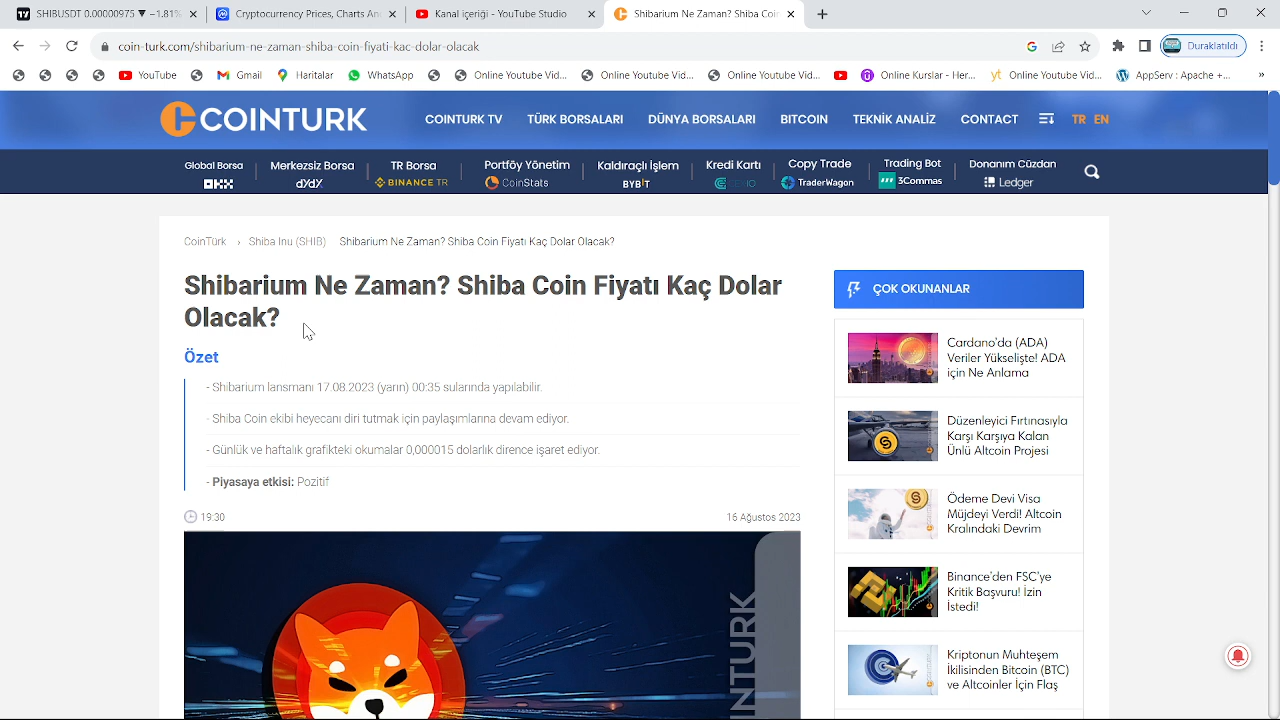 SHIBUSDT 0.00000975 ▼ −1.81%
Cryptocurrency Prices, Chart An
Kanal içeriği - YouTube Studio
Shibarium Ne Zaman? Shiba Coin
coin-turk.com/shibarium-ne-zaman-shiba-coin-fiyati-kac-dolar-olacak
Duraklatıldı
YouTube
Gmail
Haritalar
WhatsApp
Online Youtube Vid...
Online Youtube Vid...
Online Youtube Vid...
Online Kurslar - Her...
Online Youtube Vid...
AppServ : Apache +...
COINTURK
COINTURK TV
TÜRK BORSALARI
DÜNYA BORSALARI
BITCOIN
TEKNİK ANALİZ
CONTACT
TR EN
Global Borsa
Merkezsiz Borsa
TR Borsa
Portföy Yönetim
Kaldıraçlı İşlem
Kredi Kartı
Copy Trade
Trading Bot
Donanım Cüzdan
dYdX
BINANCE TR
CoinStats
BYBIT
TraderWagon
3Commas
Ledger
CoinTürk › Shiba Inu (SHIB) Shibarium Ne Zaman? Shiba Coin Fiyatı Kaç Dolar Olacak?
Shibarium Ne Zaman? Shiba Coin Fiyatı Kaç Dolar
Olacak?
Özet
- Shibarium lansmanı 17.08.2023 (yarın) 00:35 sularında yapılabilir.
- Shiba Coin ekibi heyecanı diri tutmak için paylaşımlarına devam ediyor.
- Günlük ve haftalık grafikteki okumalar 0,000015 dolarlık dirence işaret ediyor.
- Piyasaya etkisi: Pozitif
19:30
16 Ağustos 2023
ÇOK OKUNANLAR
Cardano'da (ADA)
Veriler Yükselişte! ADA
için Ne Anlama
Düzenleyici Fırtınasıyla
Karşı Karşıya Kalan
Ünlü Altcoin Projesi
Ödeme Devi Visa
Müjdeyi Verdi! Altcoin
Kralındaki Devrim
Binance'den FSC'ye
Kritik Başvuru! İzin
İstedi!
Kriptonun Muhteşem